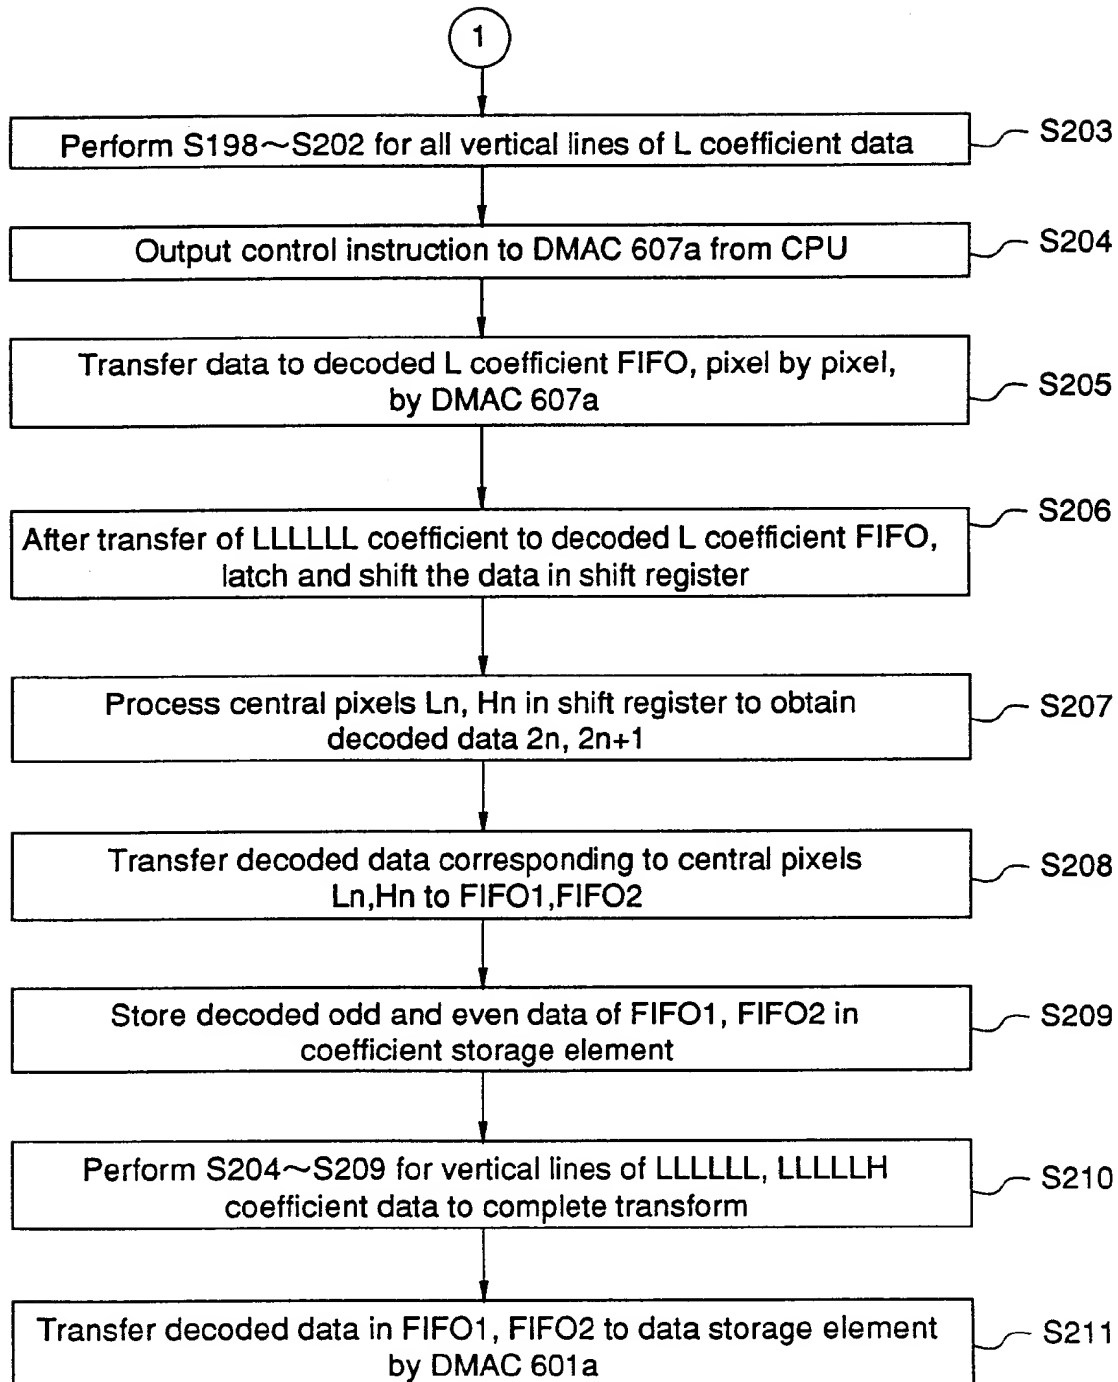 1
Perform S198～S202 for all vertical lines of L coefficient data
S203
Output control instruction to DMAC 607a from CPU
S204
Transfer data to decoded L coefficient FIFO, pixel by pixel,
by DMAC 607a
S205
After transfer of LLLLLL coefficient to decoded L coefficient FIFO,
latch and shift the data in shift register
S206
Process central pixels Ln, Hn in shift register to obtain
decoded data 2n, 2n+1
S207
Transfer decoded data corresponding to central pixels
Ln,Hn to FIFO1,FIFO2
S208
Store decoded odd and even data of FIFO1, FIFO2 in
coefficient storage element
S209
Perform S204～S209 for vertical lines of LLLLLL, LLLLLH
coefficient data to complete transform
S210
Transfer decoded data in FIFO1, FIFO2 to data storage element
by DMAC 601a
S211